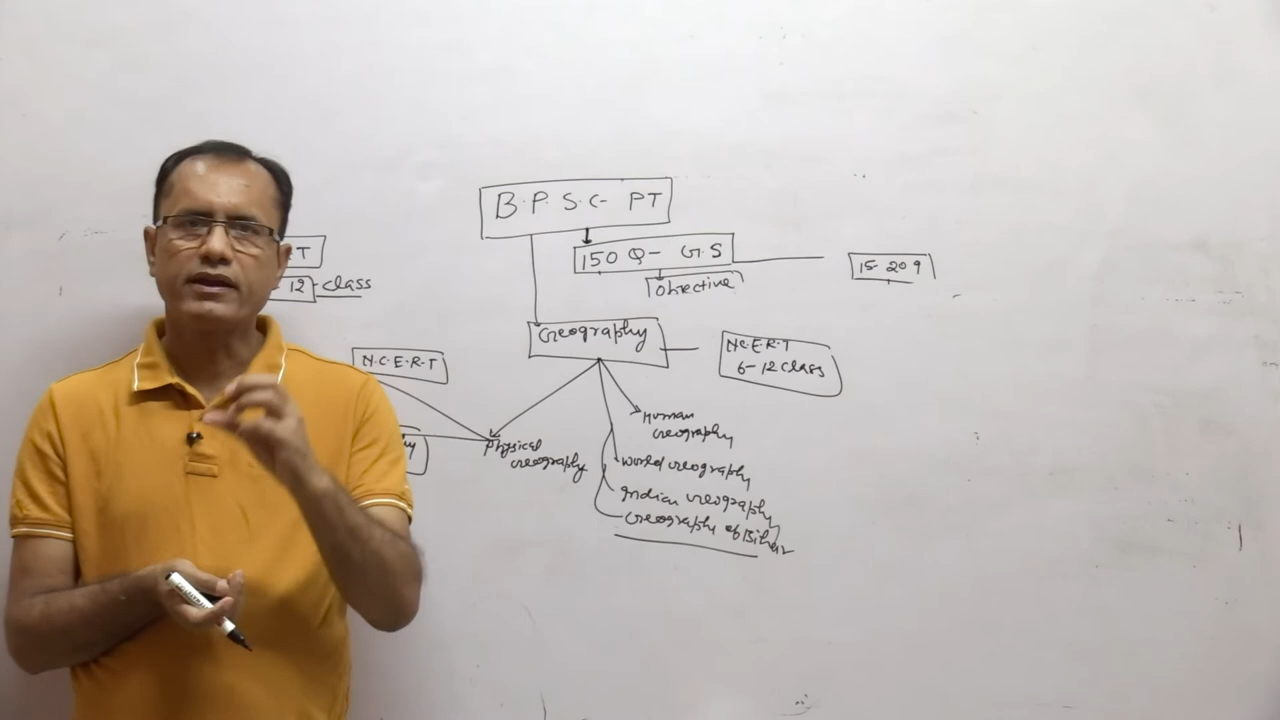 B.P.S.C- PT
150 Q- G.S
Objective
15-20 q
T
12 -class
Geography
N.C.E.R.T
6-12 class
N.C.E.R.T
Human
Geography
Physical
Geography
hy
World Geography
Indian Geography
Geography of Bihar